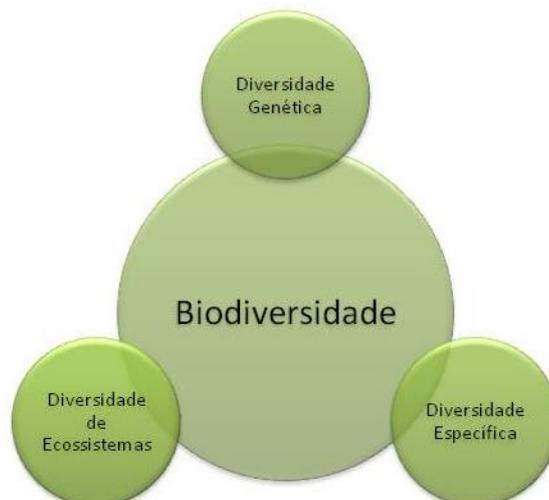 Diversidade
Genética
Biodiversidade
Diversidade
de
Ecossistemas
Diversidade
Específica